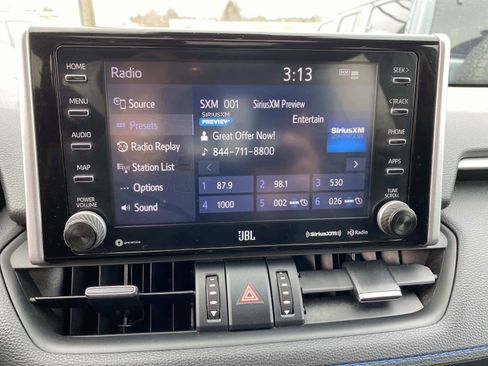 HOME
MENU
AUDIO
MAP
POWER
VOLUME
Radio
3:13
Source
Presets
Radio Replay
Station List
Options
Sound
SXM 001 SiriusXM Preview
SIRIUSXM
PREVIEW
Entertain
Great Offer Now!
844-711-8800
SiriusXM
1 87.9
2 98.1
3 530
4 1000
5 002
6 026
SEEK>
<TRACK
PHONE
APPS
TUNE
SCROLL
JBL
SiriusXM
HD Radio